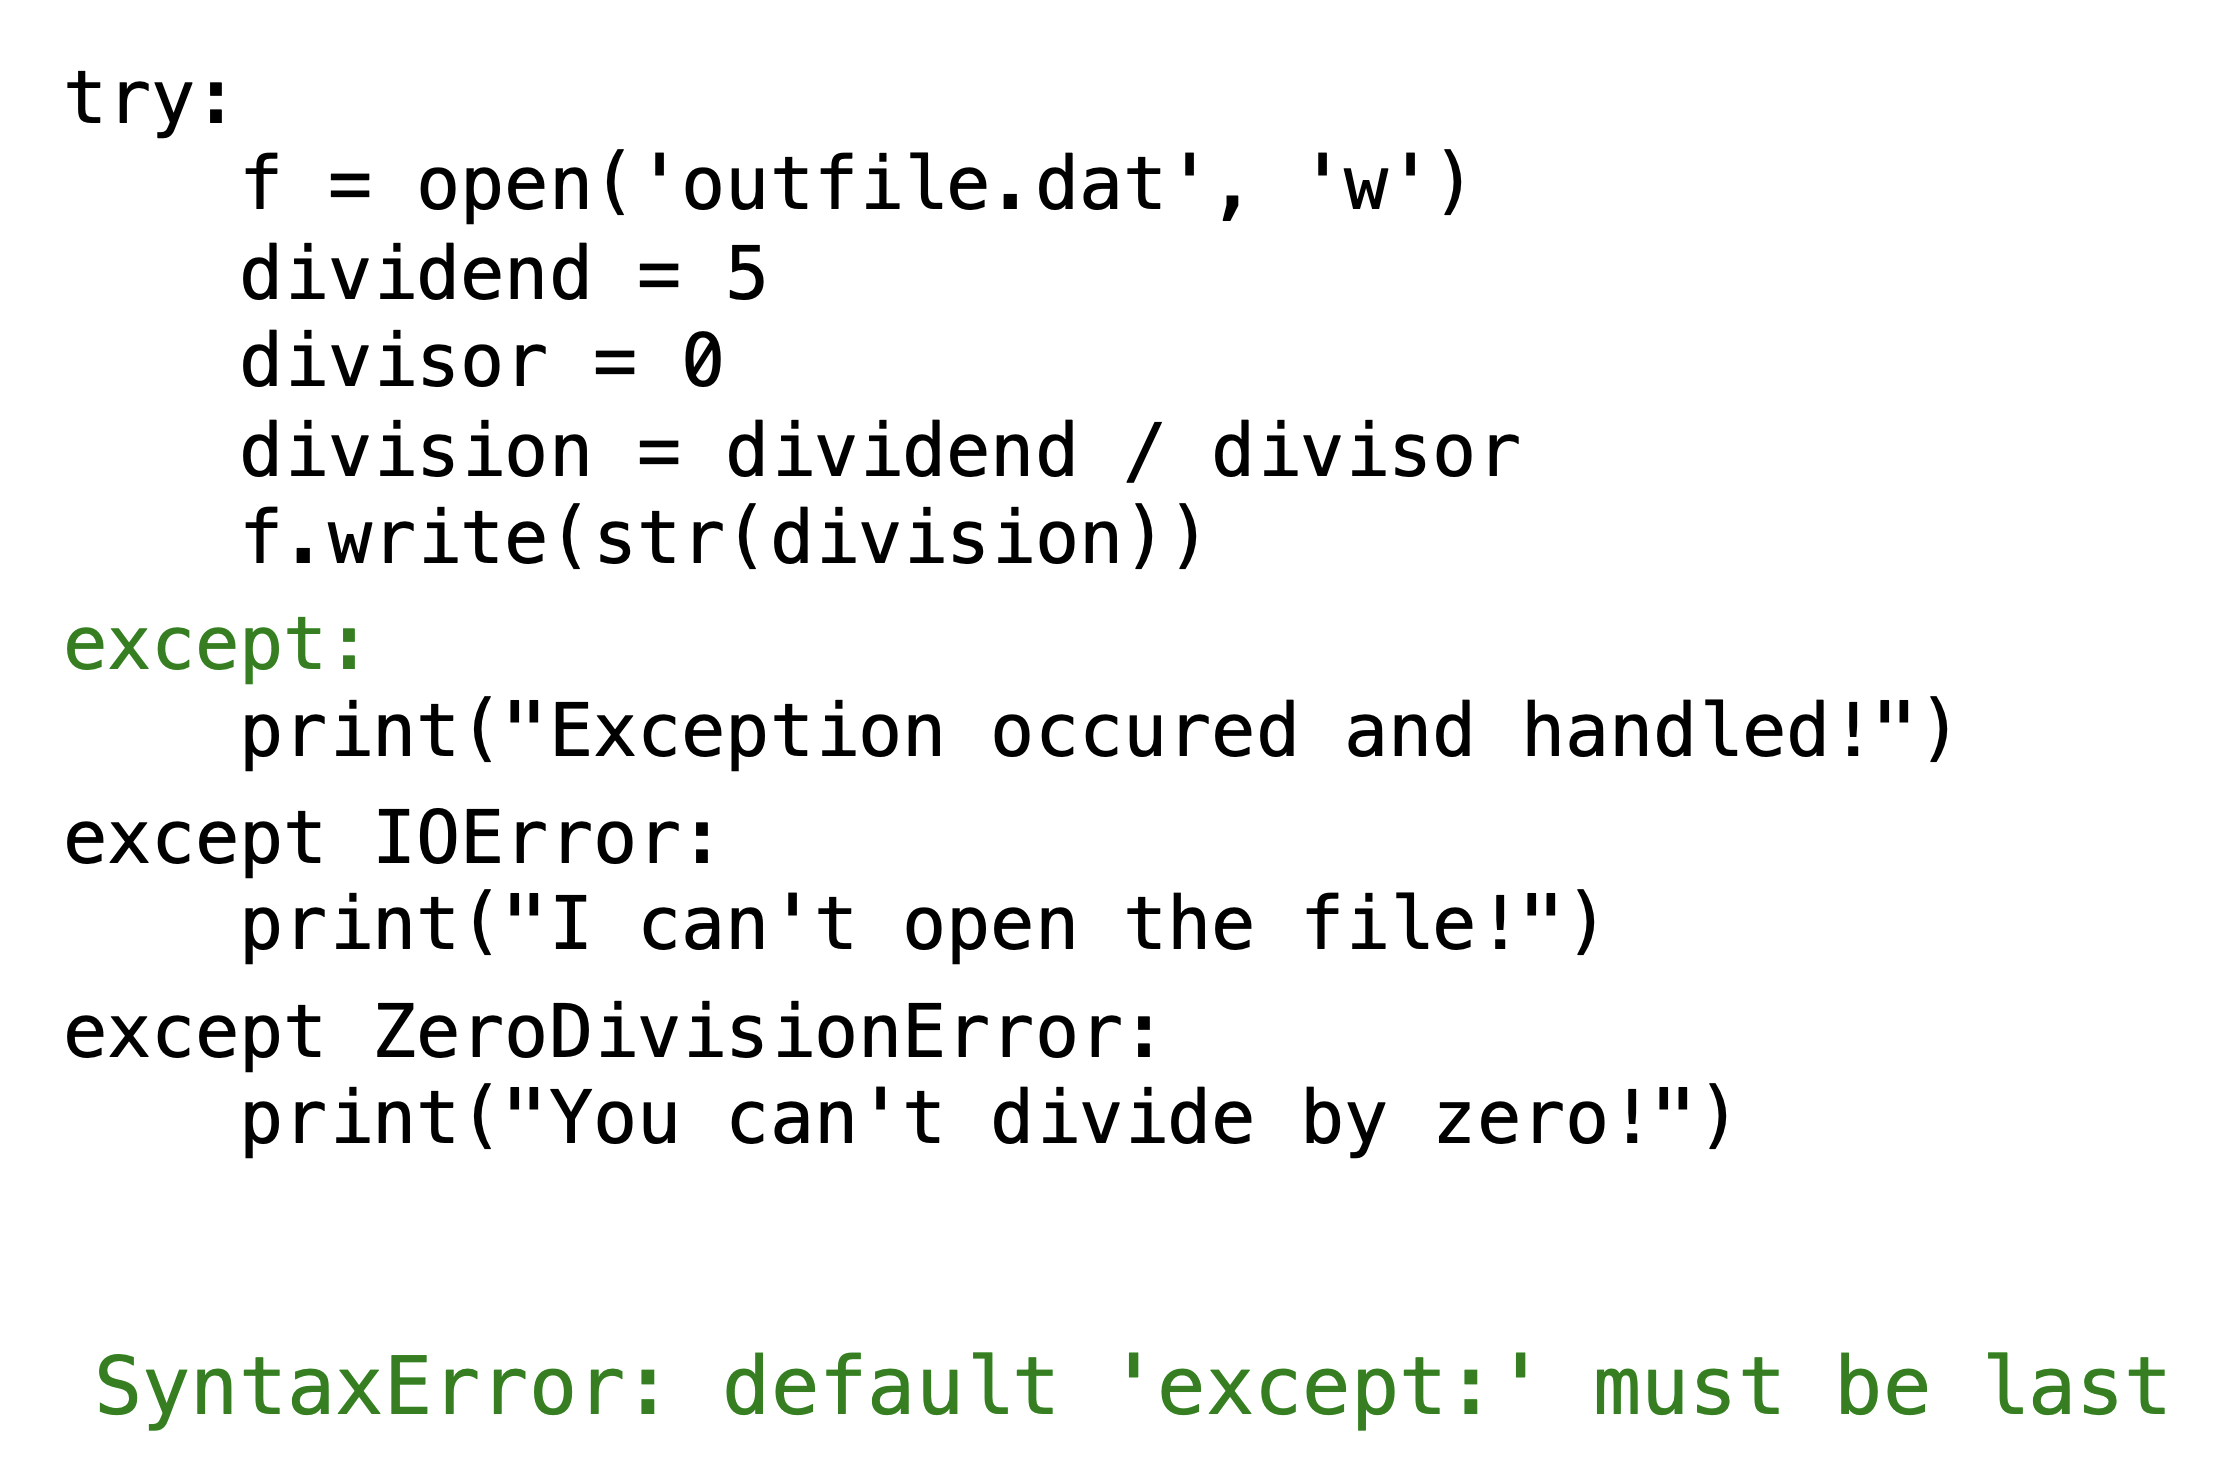 try:
    f = open('outfile.dat', 'w')
    dividend = 5
    divisor = 0
    division = dividend / divisor
    f.write(str(division))
except:
    print("Exception occured and handled!")
except IOError:
    print("I can't open the file!")
except ZeroDivisionError:
    print("You can't divide by zero!")
SyntaxError: default 'except:' must be last